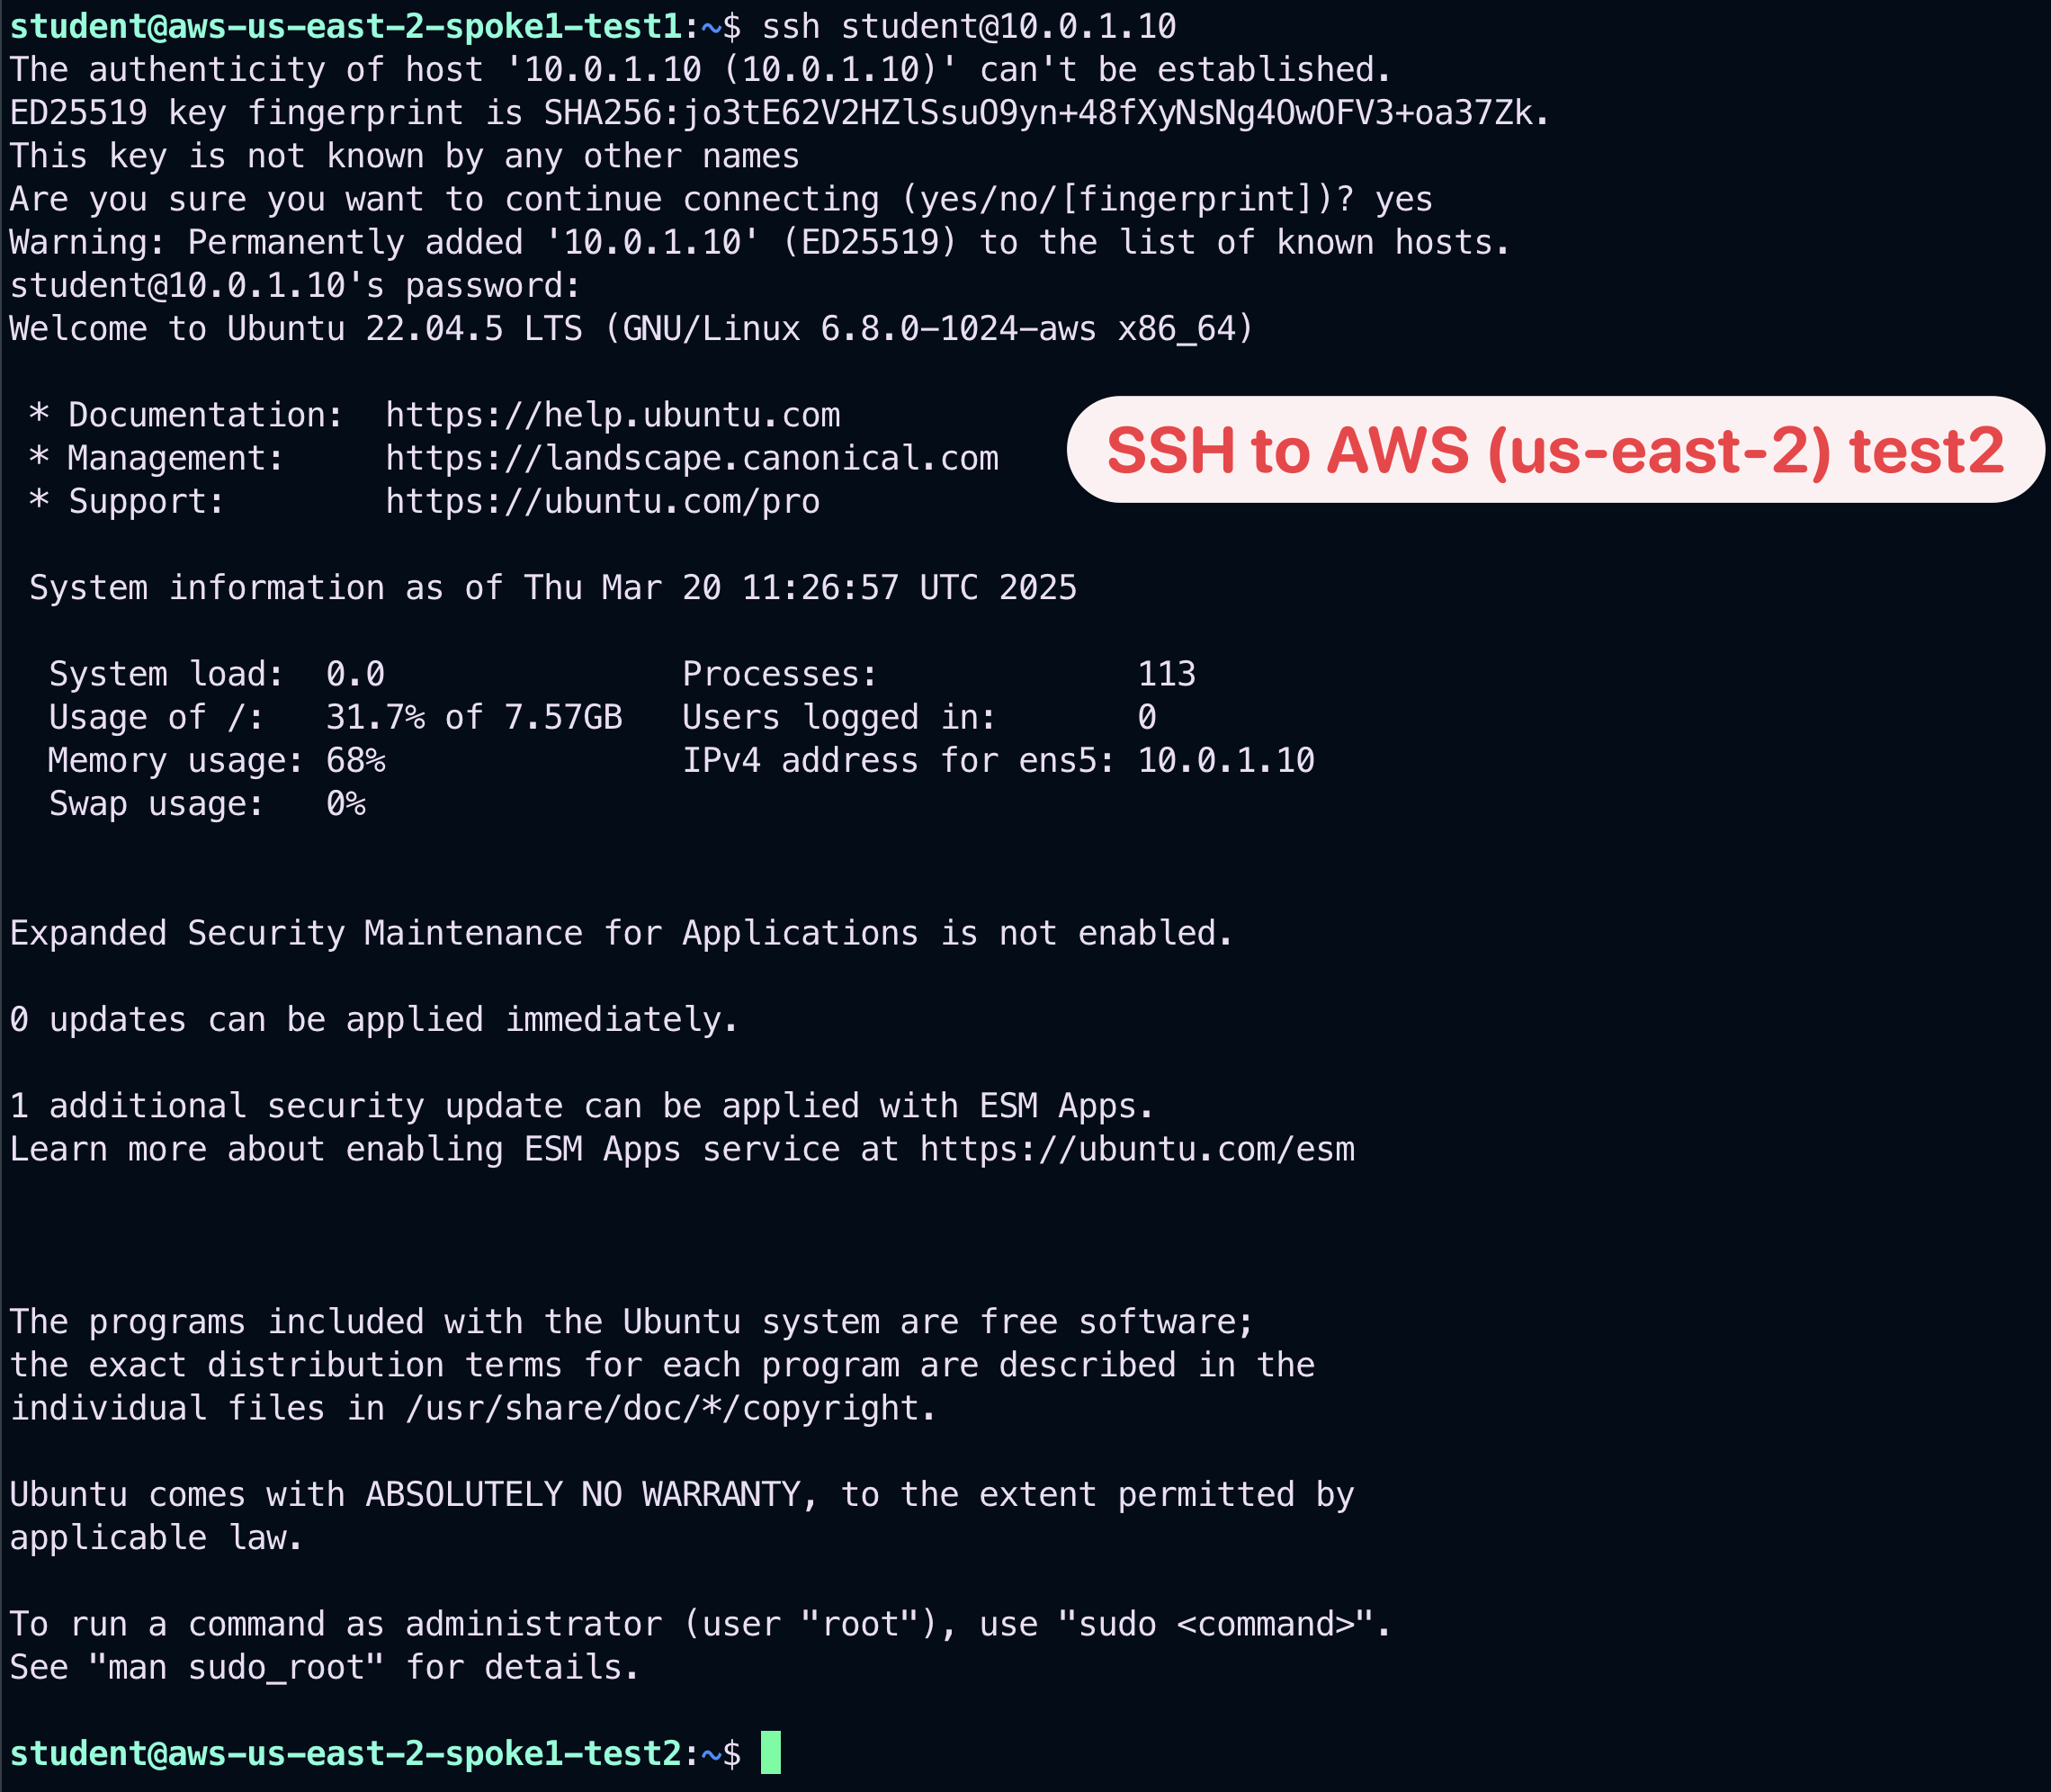 student@aws-us-east-2-spoke1-test1:~$ ssh student@10.0.1.10
The authenticity of host '10.0.1.10 (10.0.1.10)' can't be established.
ED25519 key fingerprint is SHA256:jo3tE62V2HZlSsuO9yn+48fXyNsNg4OwOFV3+oa37Zk.
This key is not known by any other names
Are you sure you want to continue connecting (yes/no/[fingerprint])? yes
Warning: Permanently added '10.0.1.10' (ED25519) to the list of known hosts.
student@10.0.1.10's password:
Welcome to Ubuntu 22.04.5 LTS (GNU/Linux 6.8.0-1024-aws x86_64)
* Documentation:  https://help.ubuntu.com
* Management:     https://landscape.canonical.com
* Support:        https://ubuntu.com/pro
SSH to AWS (us-east-2) test2
System information as of Thu Mar 20 11:26:57 UTC 2025
System load:  0.0               Processes:             113
Usage of /:   31.7% of 7.57GB   Users logged in:       0
Memory usage: 68%               IPv4 address for ens5: 10.0.1.10
Swap usage:   0%
Expanded Security Maintenance for Applications is not enabled.
0 updates can be applied immediately.
1 additional security update can be applied with ESM Apps.
Learn more about enabling ESM Apps service at https://ubuntu.com/esm
The programs included with the Ubuntu system are free software;
the exact distribution terms for each program are described in the
individual files in /usr/share/doc/*/copyright.
Ubuntu comes with ABSOLUTELY NO WARRANTY, to the extent permitted by
applicable law.
To run a command as administrator (user "root"), use "sudo <command>".
See "man sudo_root" for details.
student@aws-us-east-2-spoke1-test2:~$